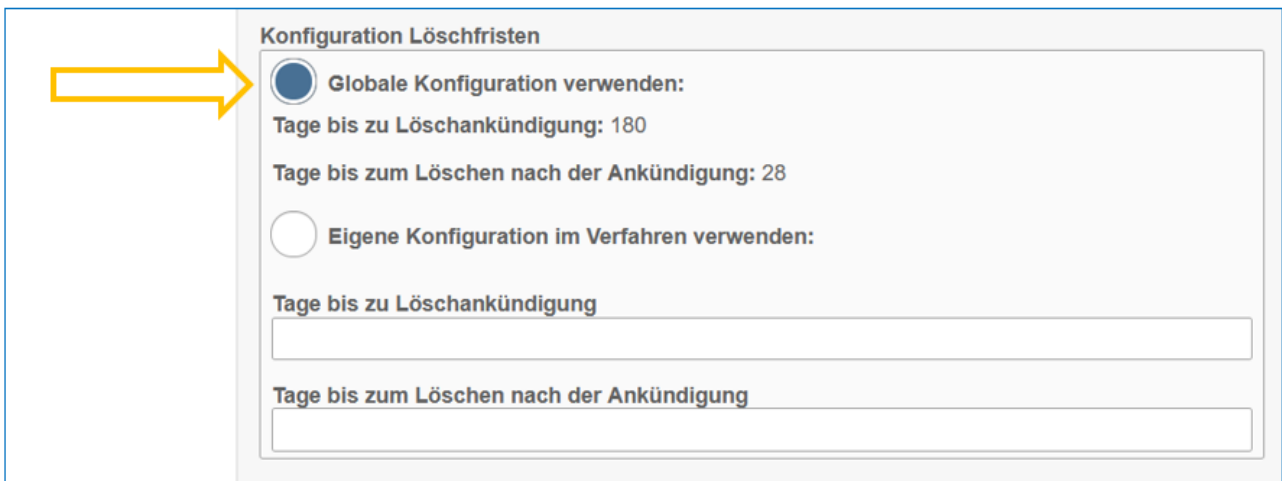 Konfiguration Löschfristen
Globale Konfiguration verwenden:
Tage bis zu Löschankündigung: 180
Tage bis zum Löschen nach der Ankündigung: 28
Eigene Konfiguration im Verfahren verwenden:
Tage bis zu Löschankündigung
Tage bis zum Löschen nach der Ankündigung